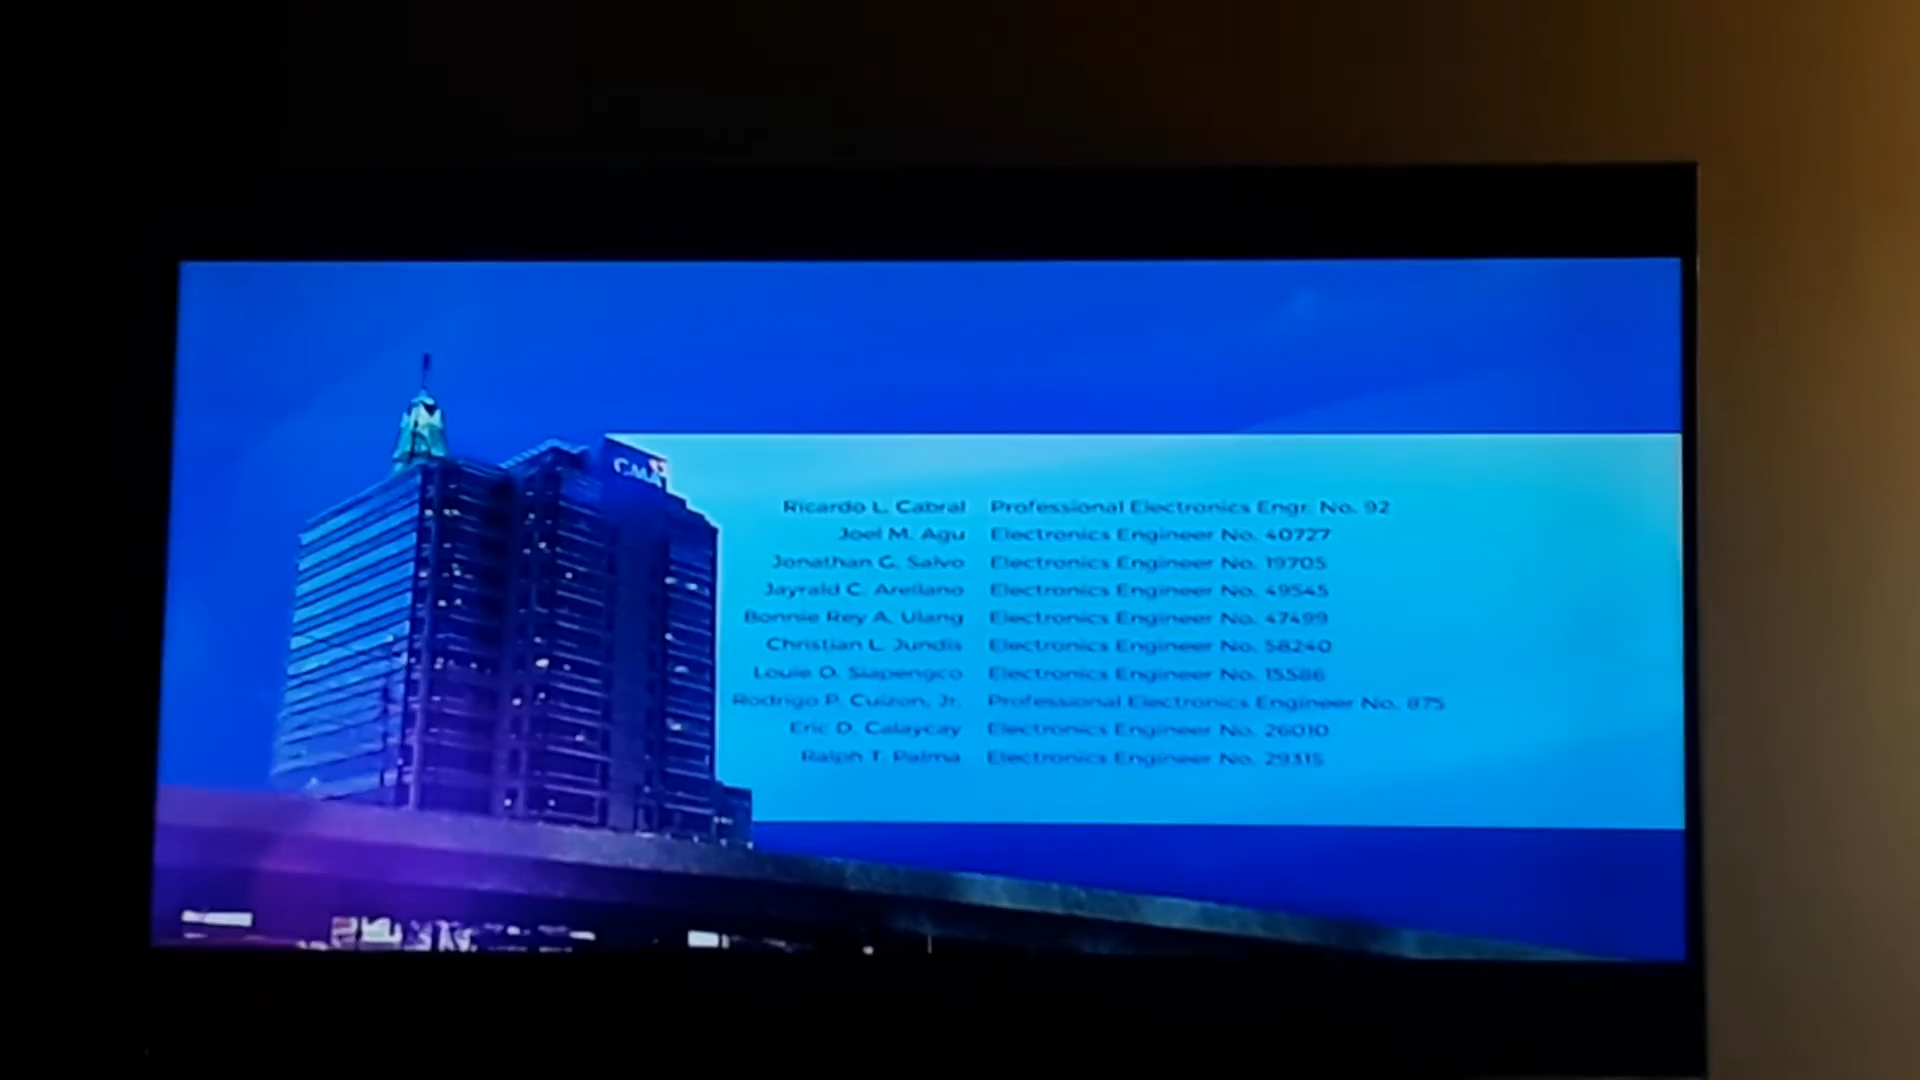 GMA
Ricardo L. Cabral Professional Electronics Engr. No. 92
Joel M. Agu Electronics Engineer No. 40727
Jonathan G. Salvo Electronics Engineer No. 19705
Jayrald C. Arellano Electronics Engineer No. 49545
Bonnie Rey A. Ulang Electronics Engineer No. 47499
Christian L. Jundis Electronics Engineer No. 58240
Louie O. Siapengco Electronics Engineer No. 15586
Rodrigo P. Cuizon, Jr. Professional Electronics Engineer No. 875
Eric D. Calaycay Electronics Engineer No. 26010
Ralph T. Palma Electronics Engineer No. 29315